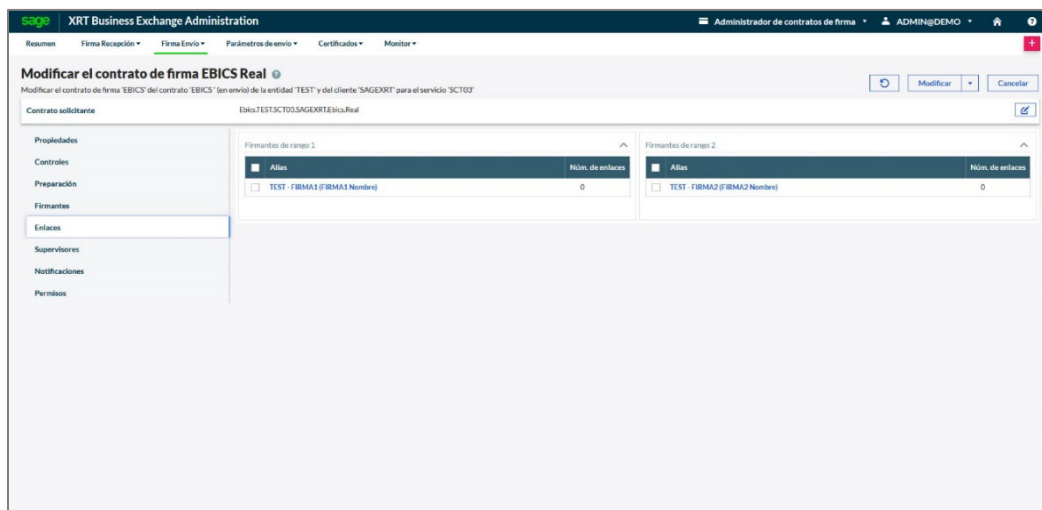 sage XRT Business Exchange Administration Administrador de contratos de firma ADMIN@DEMO
Resumen Firma Recepción Firma Envío Parámetros de envío Certificados Monitor
Modificar el contrato de firma EBICS Real
Modificar Cancelar
Modificar el contrato de firma 'EBICS' del contrato 'EBICS ' (en envío) de la entidad 'TEST' y del cliente 'SAGEXRT' para el servicio 'SCT03'
Contrato solicitante Ebics.TEST.SCT03.SAGEXRT.Ebics.Real
Propiedades
Controles
Preparación
Firmantes
Enlaces
Supervisores
Notificaciones
Permisos
Firmantes de rango 1
Alias Núm. de enlaces
TEST - FIRMA1 (FIRMA1 Nombre) 0
Firmantes de rango 2
Alias Núm. de enlaces
TEST - FIRMA2 (FIRMA2 Nombre) 0